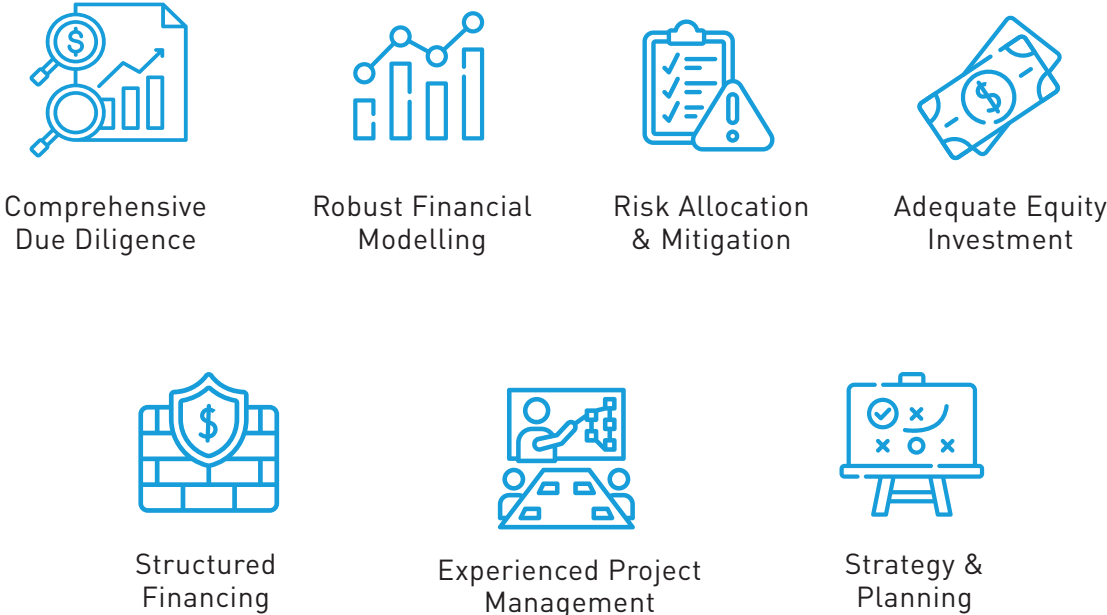 $
Comprehensive
Due Diligence
Robust Financial
Modelling
Risk Allocation
& Mitigation
$
Adequate Equity
Investment
$
Structured
Financing
Experienced Project
Management
Strategy &
Planning